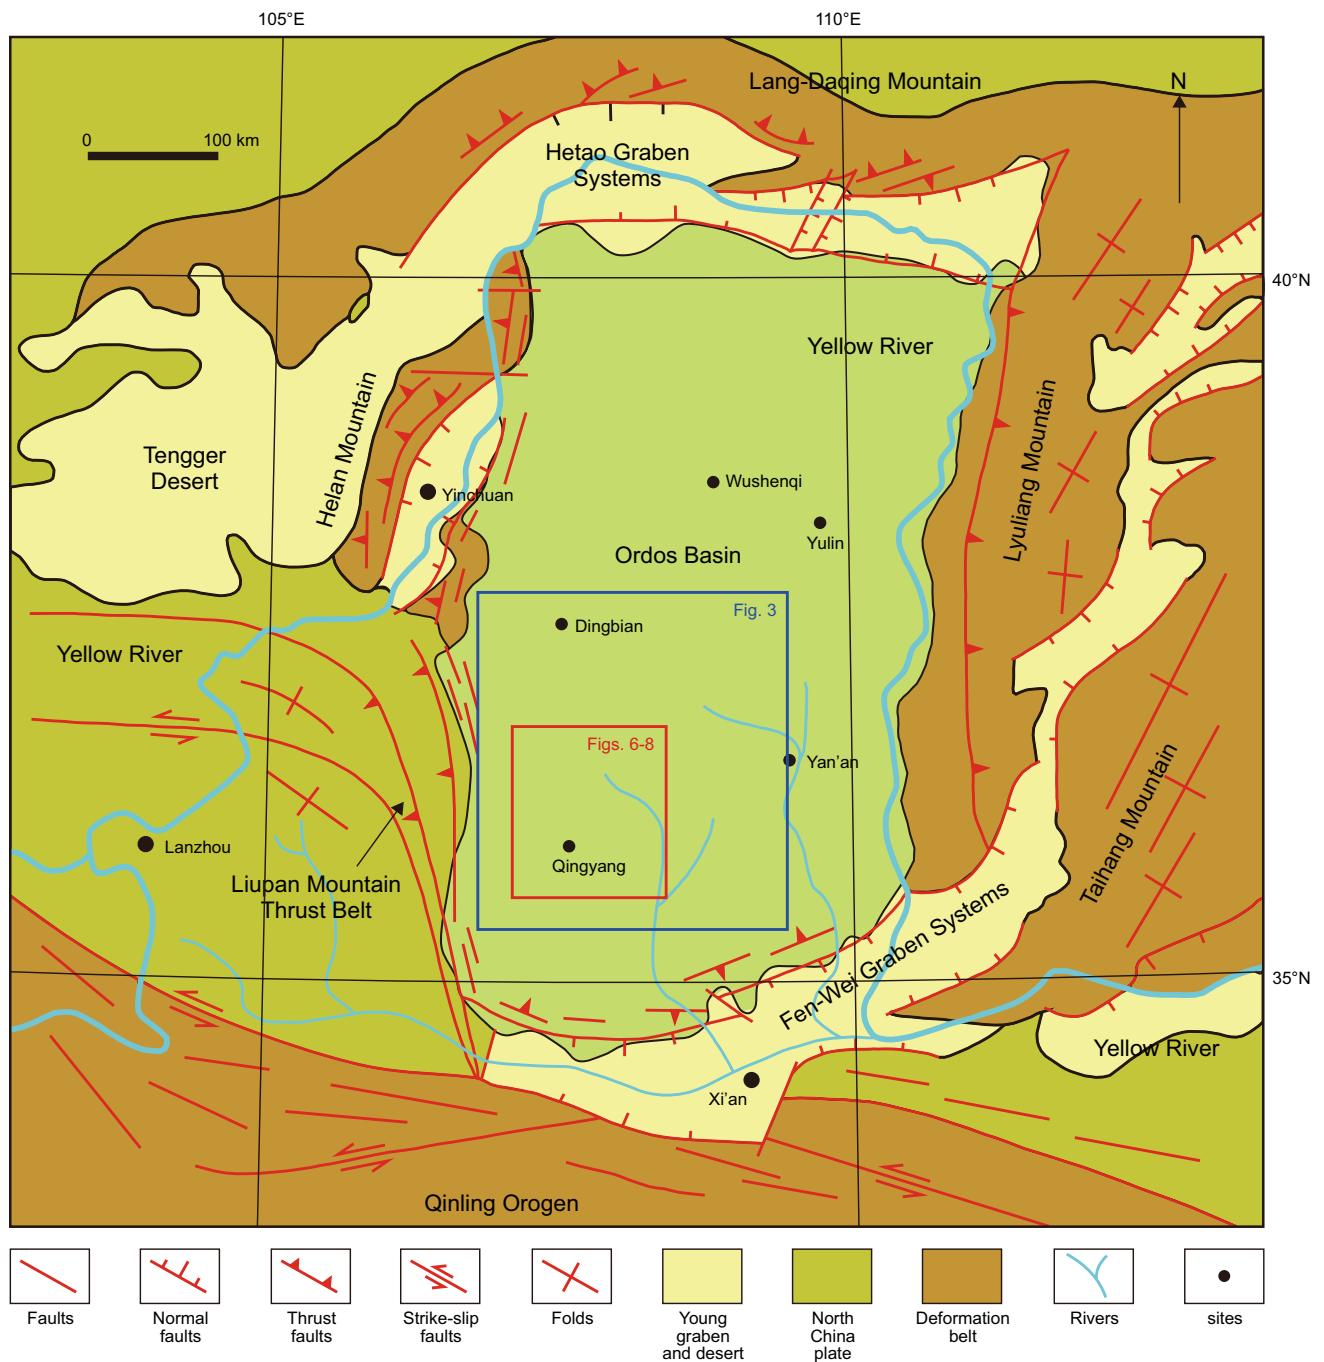 105°E
110°E
Lang-Daqing Mountain
N
0
100 km
Hetao Graben
Systems
40°N
Yellow River
Helan Mountain
Lyuliang Mountain
Tengger
Desert
Yinchuan
Wushenqi
Yulin
Ordos Basin
Fig. 3
Dingbian
Yellow River
Figs. 6-8
Yan’an
Taihang Mountain
Lanzhou
Qingyang
Liupan Mountain
Thrust Belt
Fen-Wei Graben Systems
35°N
Yellow River
Xi’an
Qinling Orogen
Faults
Normal
faults
Thrust
faults
Strike-slip
faults
Folds
Young
graben
and desert
North
China
plate
Deformation
belt
Rivers
sites